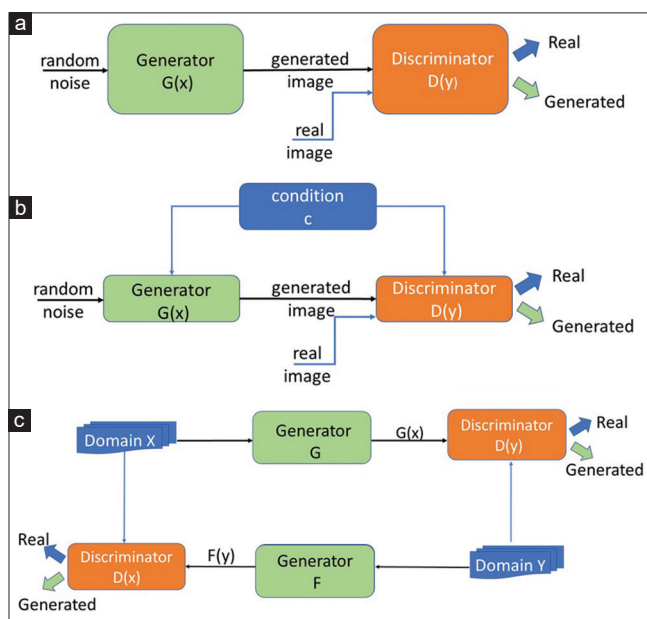 a
random
noise
Generator
G(x)
generated
image
real
image
Discriminator
D(y)
Real
Generated
b
condition
c
random
noise
Generator
G(x)
generated
image
real
image
Discriminator
D(y)
Real
Generated
c
Domain X
Generator
G
G(x)
Discriminator
D(y)
Real
Generated
Real
Generated
Discriminator
D(x)
F(y)
Generator
F
Domain Y